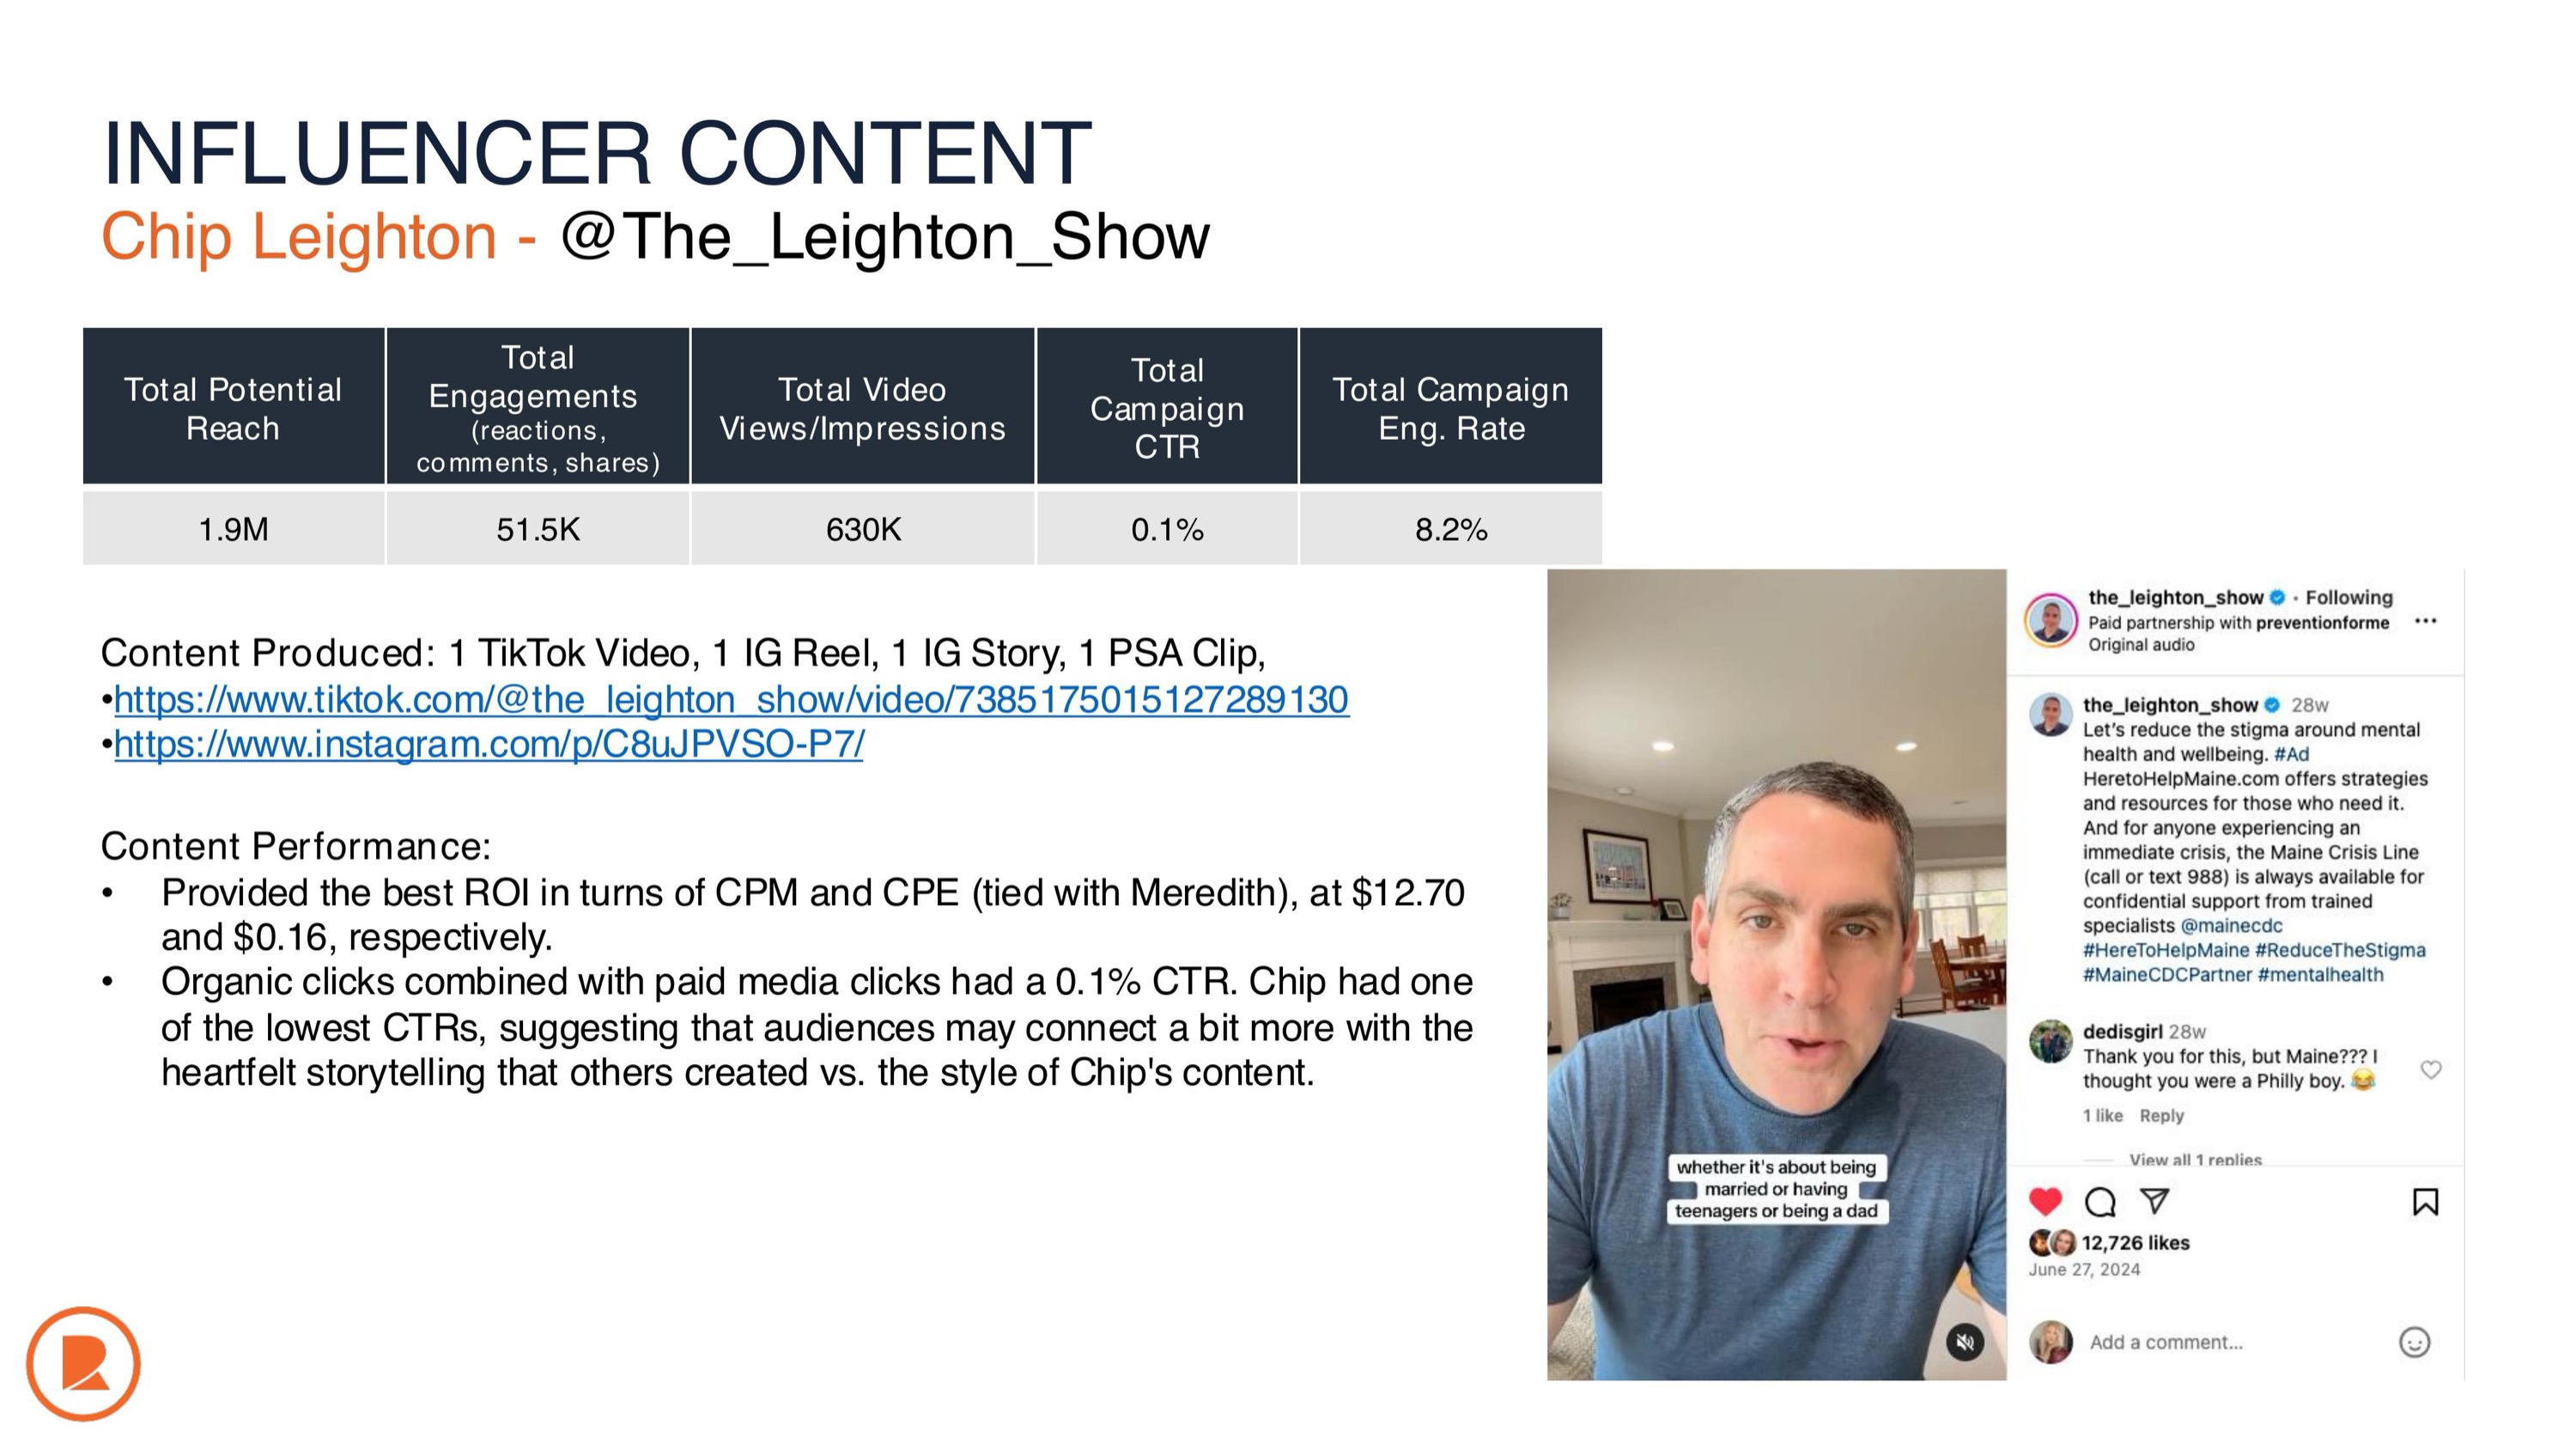 INFLUENCER CONTENT
Chip Leighton - @The_Leighton_Show
Total Potential
Reach
Total
Engagements
(reactions,
comments, shares)
Total Video
Views/Impressions
Total
Campaign
CTR
Total Campaign
Eng. Rate
1.9M
51.5K
630K
0.1%
8.2%
Content Produced: 1 TikTok Video, 1 IG Reel, 1 IG Story, 1 PSA Clip,
•https://www.tiktok.com/@the_leighton_show/video/7385175015127289130
•https://www.instagram.com/p/C8uJPVSO-P7/
Content Performance:
• Provided the best ROI in turns of CPM and CPE (tied with Meredith), at $12.70
and $0.16, respectively.
• Organic clicks combined with paid media clicks had a 0.1% CTR. Chip had one
of the lowest CTRs, suggesting that audiences may connect a bit more with the
heartfelt storytelling that others created vs. the style of Chip's content.
whether it's about being
married or having
teenagers or being a dad
the_leighton_show • Following
Paid partnership with preventionforme
Original audio
the_leighton_show 28w
Let's reduce the stigma around mental
health and wellbeing. #Ad
HeretoHelpMaine.com offers strategies
and resources for those who need it.
And for anyone experiencing an
immediate crisis, the Maine Crisis Line
(call or text 988) is always available for
confidential support from trained
specialists @mainecdc
#HereToHelpMaine #ReduceTheStigma
#MaineCDCPartner #mentalhealth
dedisgirl 28w
Thank you for this, but Maine??? I
thought you were a Philly boy. 😂
1 like Reply
View all 1 replies
12,726 likes
June 27, 2024
Add a comment...
R